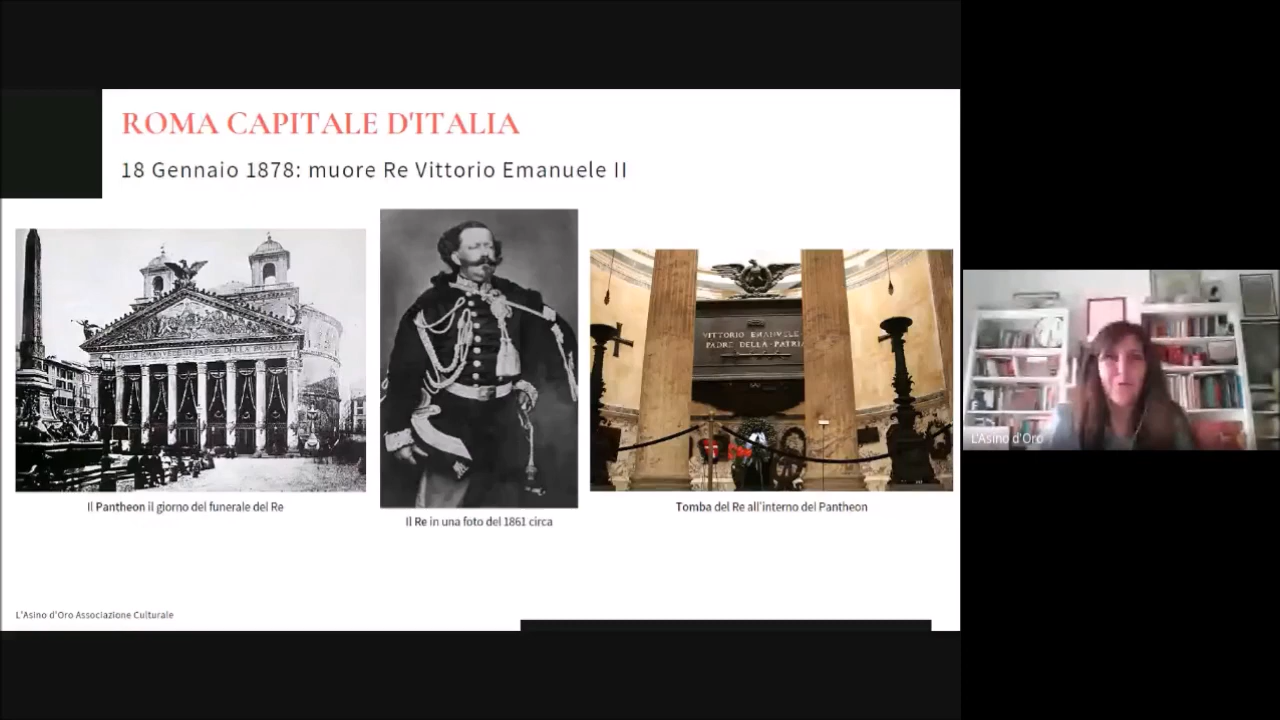 ROMA CAPITALE D'ITALIA
18 Gennaio 1878: muore Re Vittorio Emanuele II
VITTORIO EMANVELE
PADRE DELLA PATRIA
Il Pantheon il giorno del funerale del Re
Il Re in una foto del 1861 circa
Tomba del Re all'interno del Pantheon
L'Asino d'Oro Associazione Culturale
L'Asino d'Oro